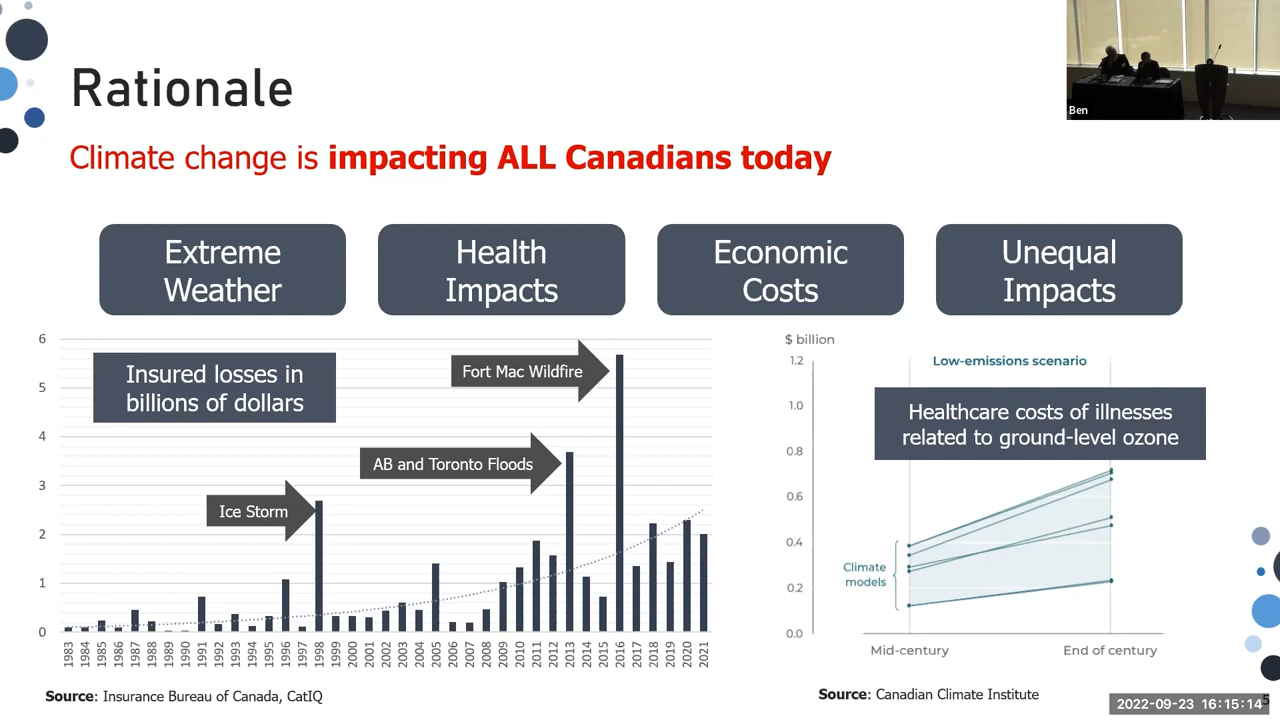 Ben
Rationale
Climate change is impacting ALL Canadians today
Extreme
Weather
Health
Impacts
Economic
Costs
Unequal
Impacts
6
5
4
3
2
1
0
Insured losses in
billions of dollars
Fort Mac Wildfire
AB and Toronto Floods
Ice Storm
1983
1984
1985
1986
1987
1988
1989
1990
1991
1992
1993
1994
1995
1996
1997
1998
1999
2000
2001
2002
2003
2004
2005
2006
2007
2008
2009
2010
2011
2012
2013
2014
2015
2016
2017
2018
2019
2020
2021
Source: Insurance Bureau of Canada, CatIQ
$ billion
1.2
1.0
0.8
0.6
0.4
0.2
0.0
Low-emissions scenario
Healthcare costs of illnesses
related to ground-level ozone
Climate
models
Mid-century
End of century
Source: Canadian Climate Institute
2022-09-23 16:15:14
5